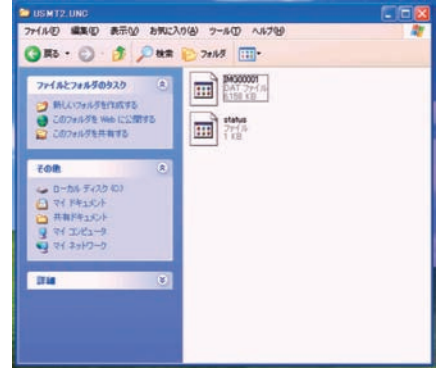 USMT2.UNC
ファイル(F) 編集(E) 表示(V) お気に入り(A) ツール(T) ヘルプ(H)
戻る 検索 フォルダ
ファイルとフォルダのタスク
新しいフォルダを作成する
このフォルダを Web に公開する
このフォルダを共有する
その他
ローカル ディスク (C:)
マイ ドキュメント
共有ドキュメント
マイ コンピュータ
マイ ネットワーク
詳細
IMG00001
DAT ファイル
6,158 KB
status
ファイル
1 KB